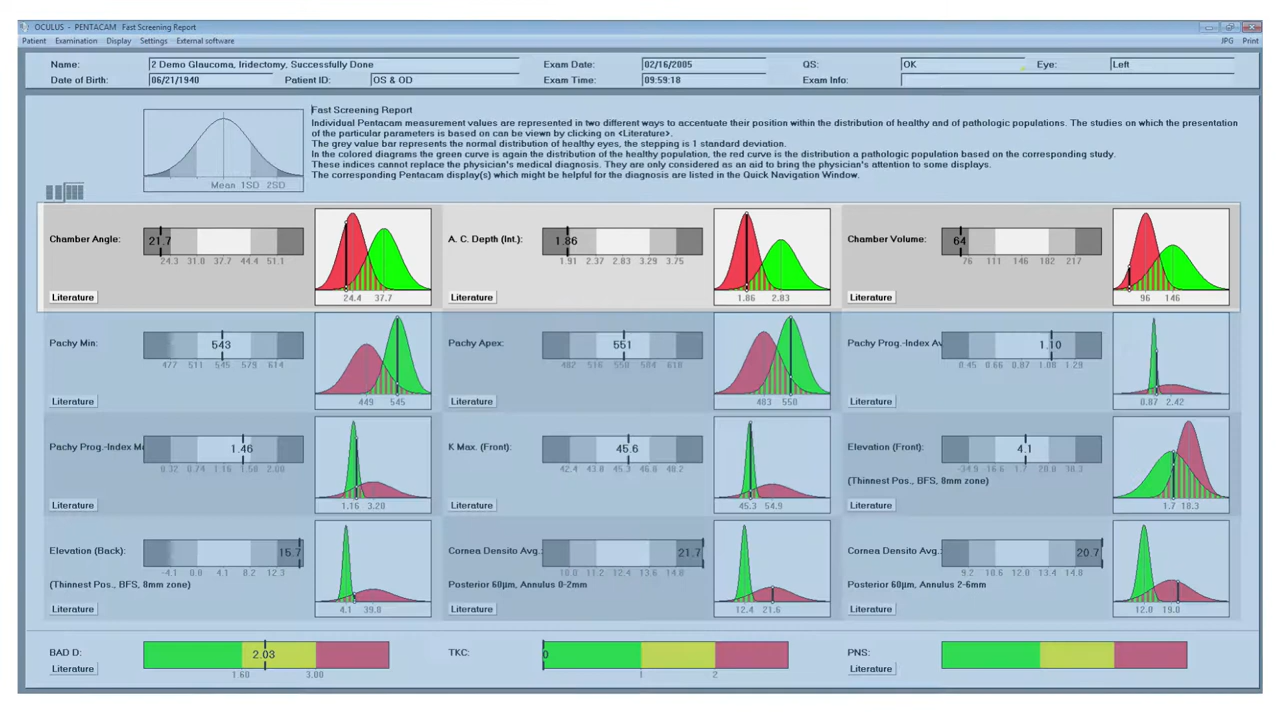 OCULUS - PENTACAM Fast Screening Report
Patient Examination Display Settings External software JPG Print
Name: 2 Demo Glaucoma, Iridectomy, Successfully Done Exam Date: 02/16/2005 QS: OK Eye: Left
Date of Birth: 06/21/1940 Patient ID: OS & OD Exam Time: 09:59:18 Exam Info:
Fast Screening Report
Individual Pentacam measurement values are represented in two different ways to accentuate their position within the distribution of healthy and of pathologic populations. The studies on which the presentation
of the particular parameters is based on can be viewn by clicking on <Literature>.
The grey value bar represents the normal distribution of healthy eyes, the stepping is 1 standard deviation.
In the colored diagrams the green curve is again the distribution of the healthy population, the red curve is the distribution a pathologic population based on the corresponding study.
These indices cannot replace the physician's medical diagnosis. They are only considered as an aid to bring the physician's attention to some displays.
The corresponding Pentacam display(s) which might be helpful for the diagnosis are listed in the Quick Navigation Window.
Mean 1SD 2SD
Chamber Angle: 21.7 A. C. Depth (Int.): 1.86 Chamber Volume: 64
24.3 31.0 37.7 44.4 51.1 1.91 2.37 2.83 3.29 3.75 76 111 146 182 217
Literature 24.4 37.7 Literature 1.86 2.83 Literature 96 146
Pachy Min: 543 Pachy Apex: 551 Pachy Prog.-Index Av 1.10
477 511 545 579 614 482 516 550 584 618 0.45 0.66 0.87 1.08 1.29
Literature 449 545 Literature 483 550 Literature 0.87 2.42
Pachy Prog.-Index M 1.46 K Max. (Front): 45.6 Elevation (Front): 4.1
0.32 0.74 1.16 1.58 2.00 42.4 43.8 45.3 46.8 48.2
(Thinnest Pos., BFS, 8mm zone)
Literature 1.16 3.20 Literature 45.3 54.9 Literature 1.7 18.3
Elevation (Back): 15.7 Cornea Densito Avg.: 21.7 Cornea Densito Avg.: 20.7
-4.1 0.0 4.1 8.2 12.3 10.0 11.2 12.4 13.6 14.8 9.2 10.6 12.0 13.4 14.8
(Thinnest Pos., BFS, 8mm zone) Posterior 60µm, Annulus 0-2mm Posterior 60µm, Annulus 2-6mm
Literature 4.1 39.0 Literature 12.4 21.6 Literature 12.0 19.0
BAD D: 2.03 TKC: 0 PNS:
Literature 1.60 3.00 1 2 Literature